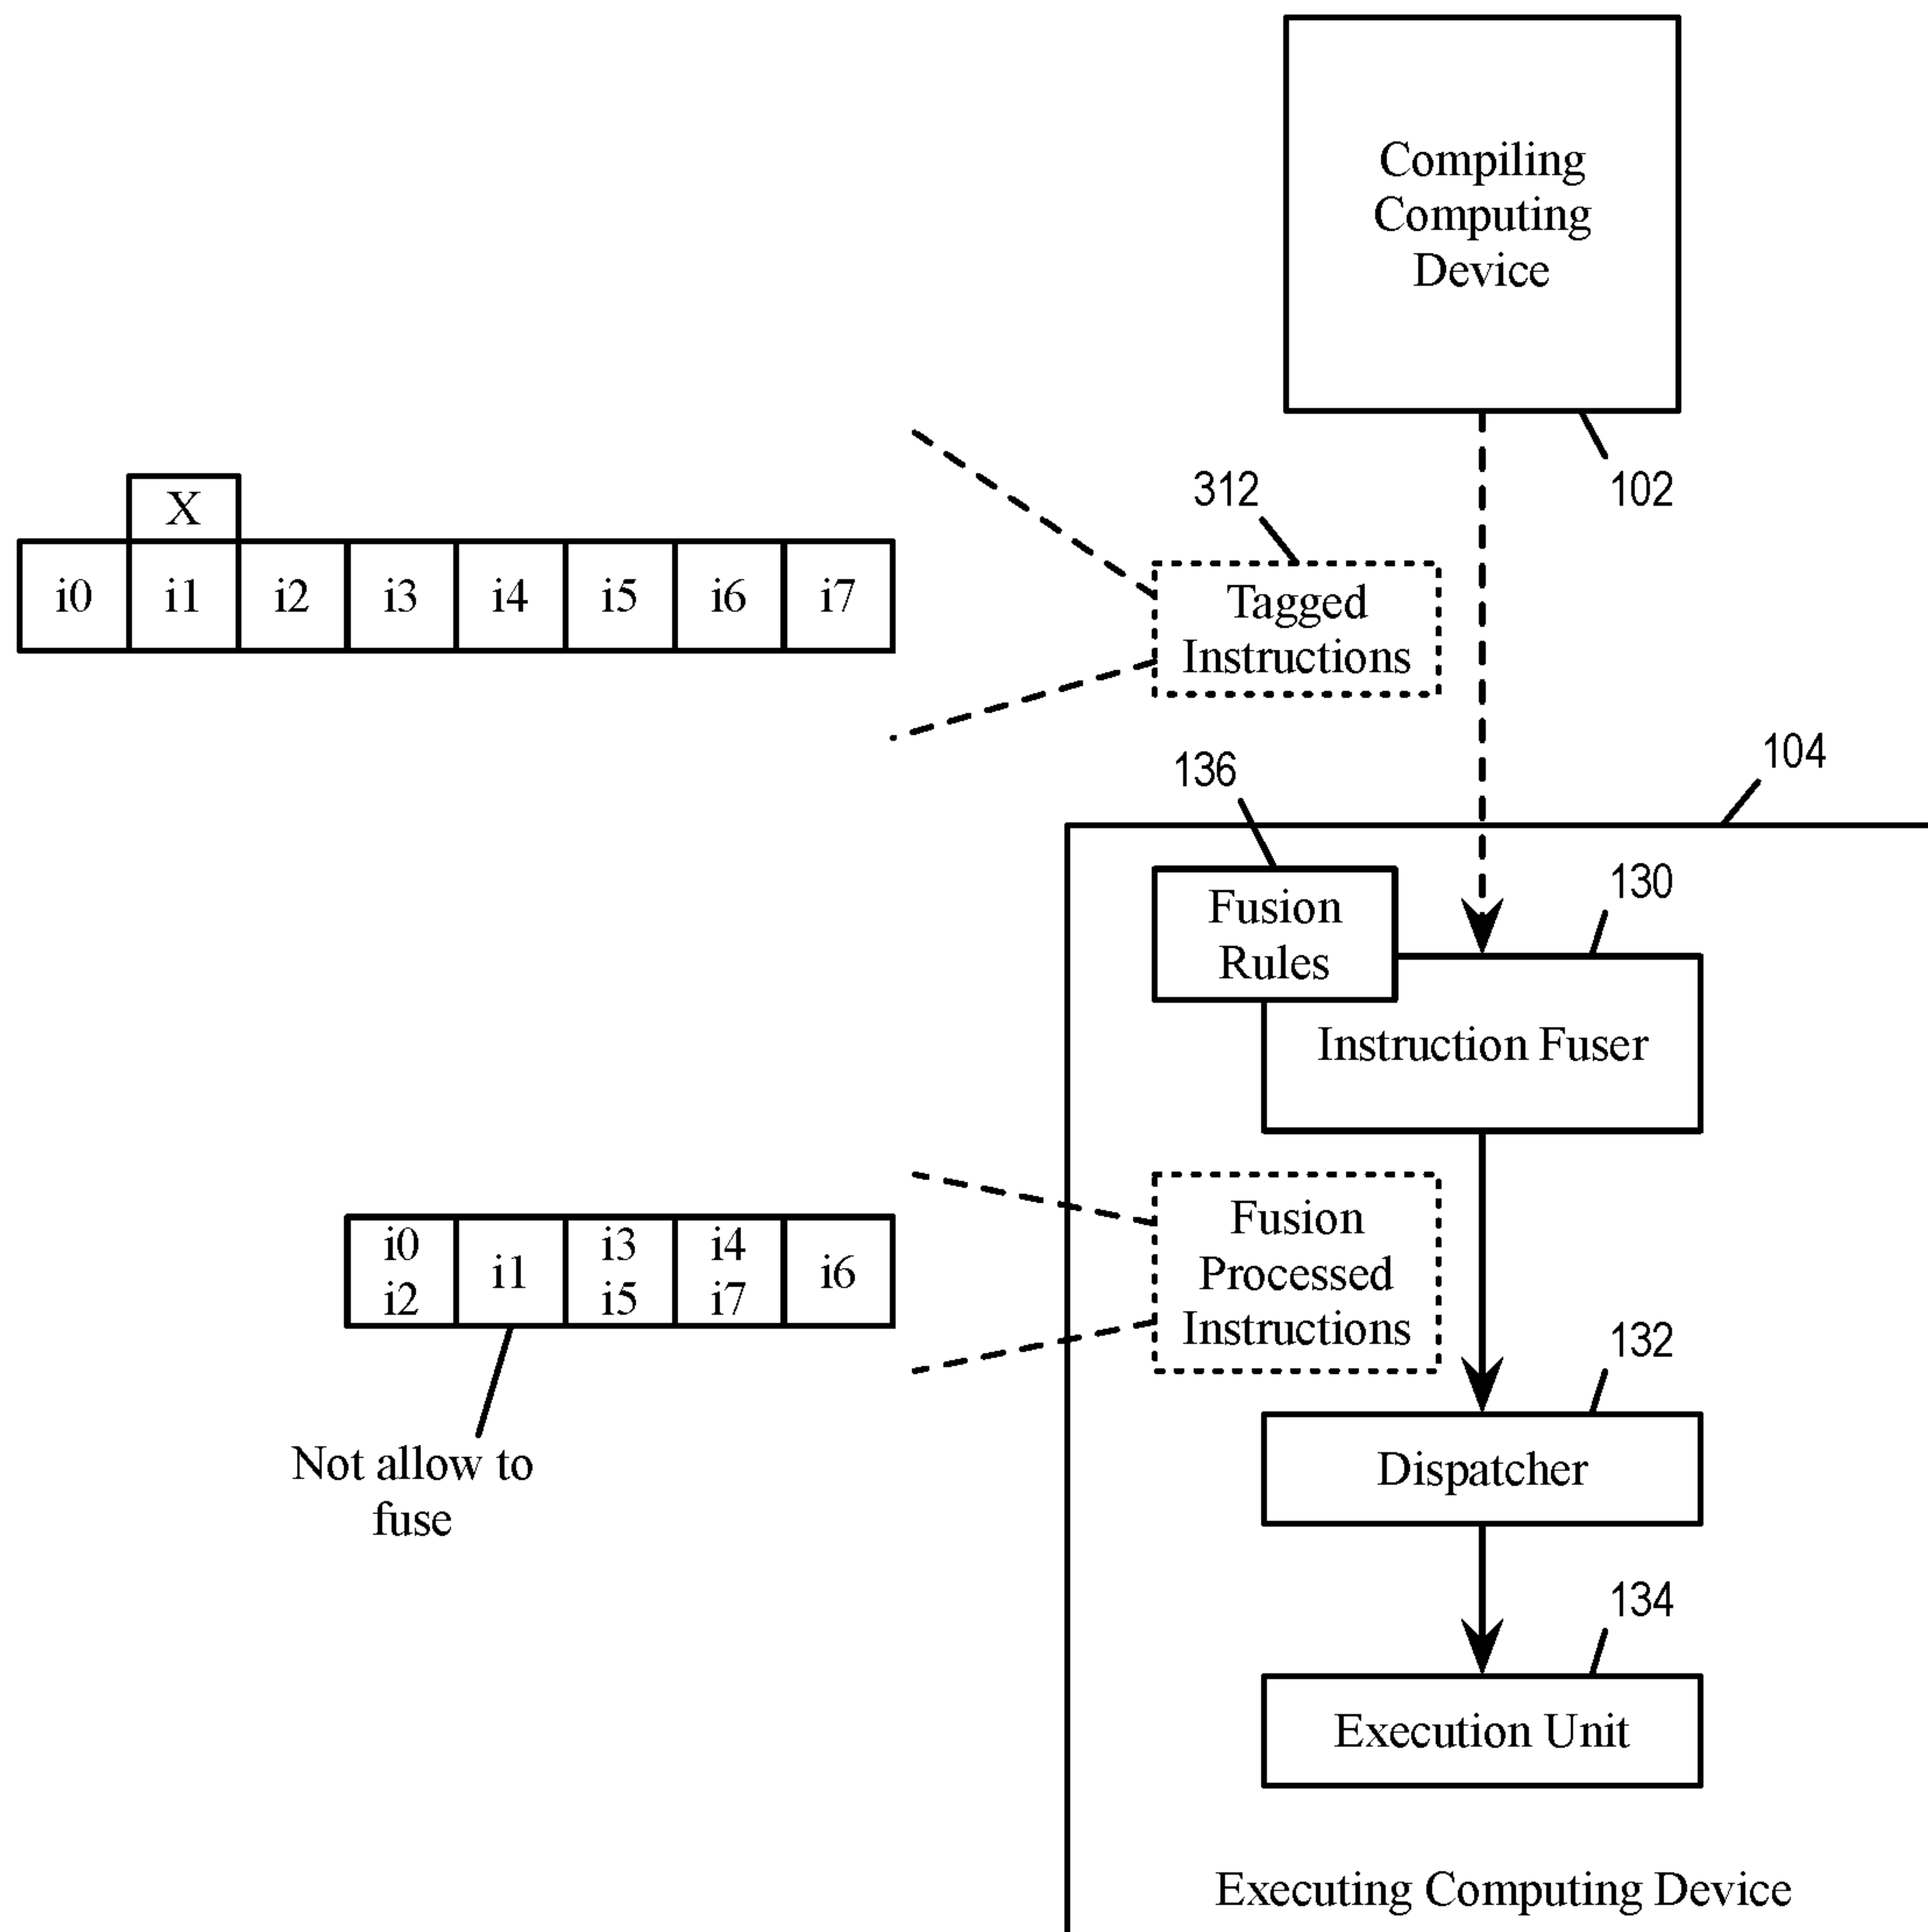 Compiling
Computing
Device
102
312
X
i0 i1 i2 i3 i4 i5 i6 i7
Tagged
Instructions
104
136
130
Fusion
Rules
Instruction Fuser
i0 i1 i3 i4 i6
i2 i5 i7
Fusion
Processed
Instructions
132
Not allow to
fuse
Dispatcher
134
Execution Unit
Executing Computing Device